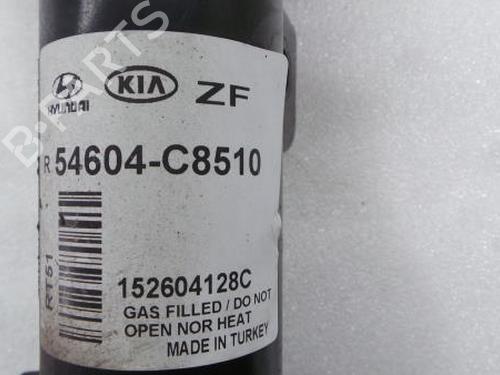 HYUNDAI KIA ZF
R 54604-C8510
RT51
152604128C
GAS FILLED / DO NOT
OPEN NOR HEAT
MADE IN TURKEY
B-PARTS